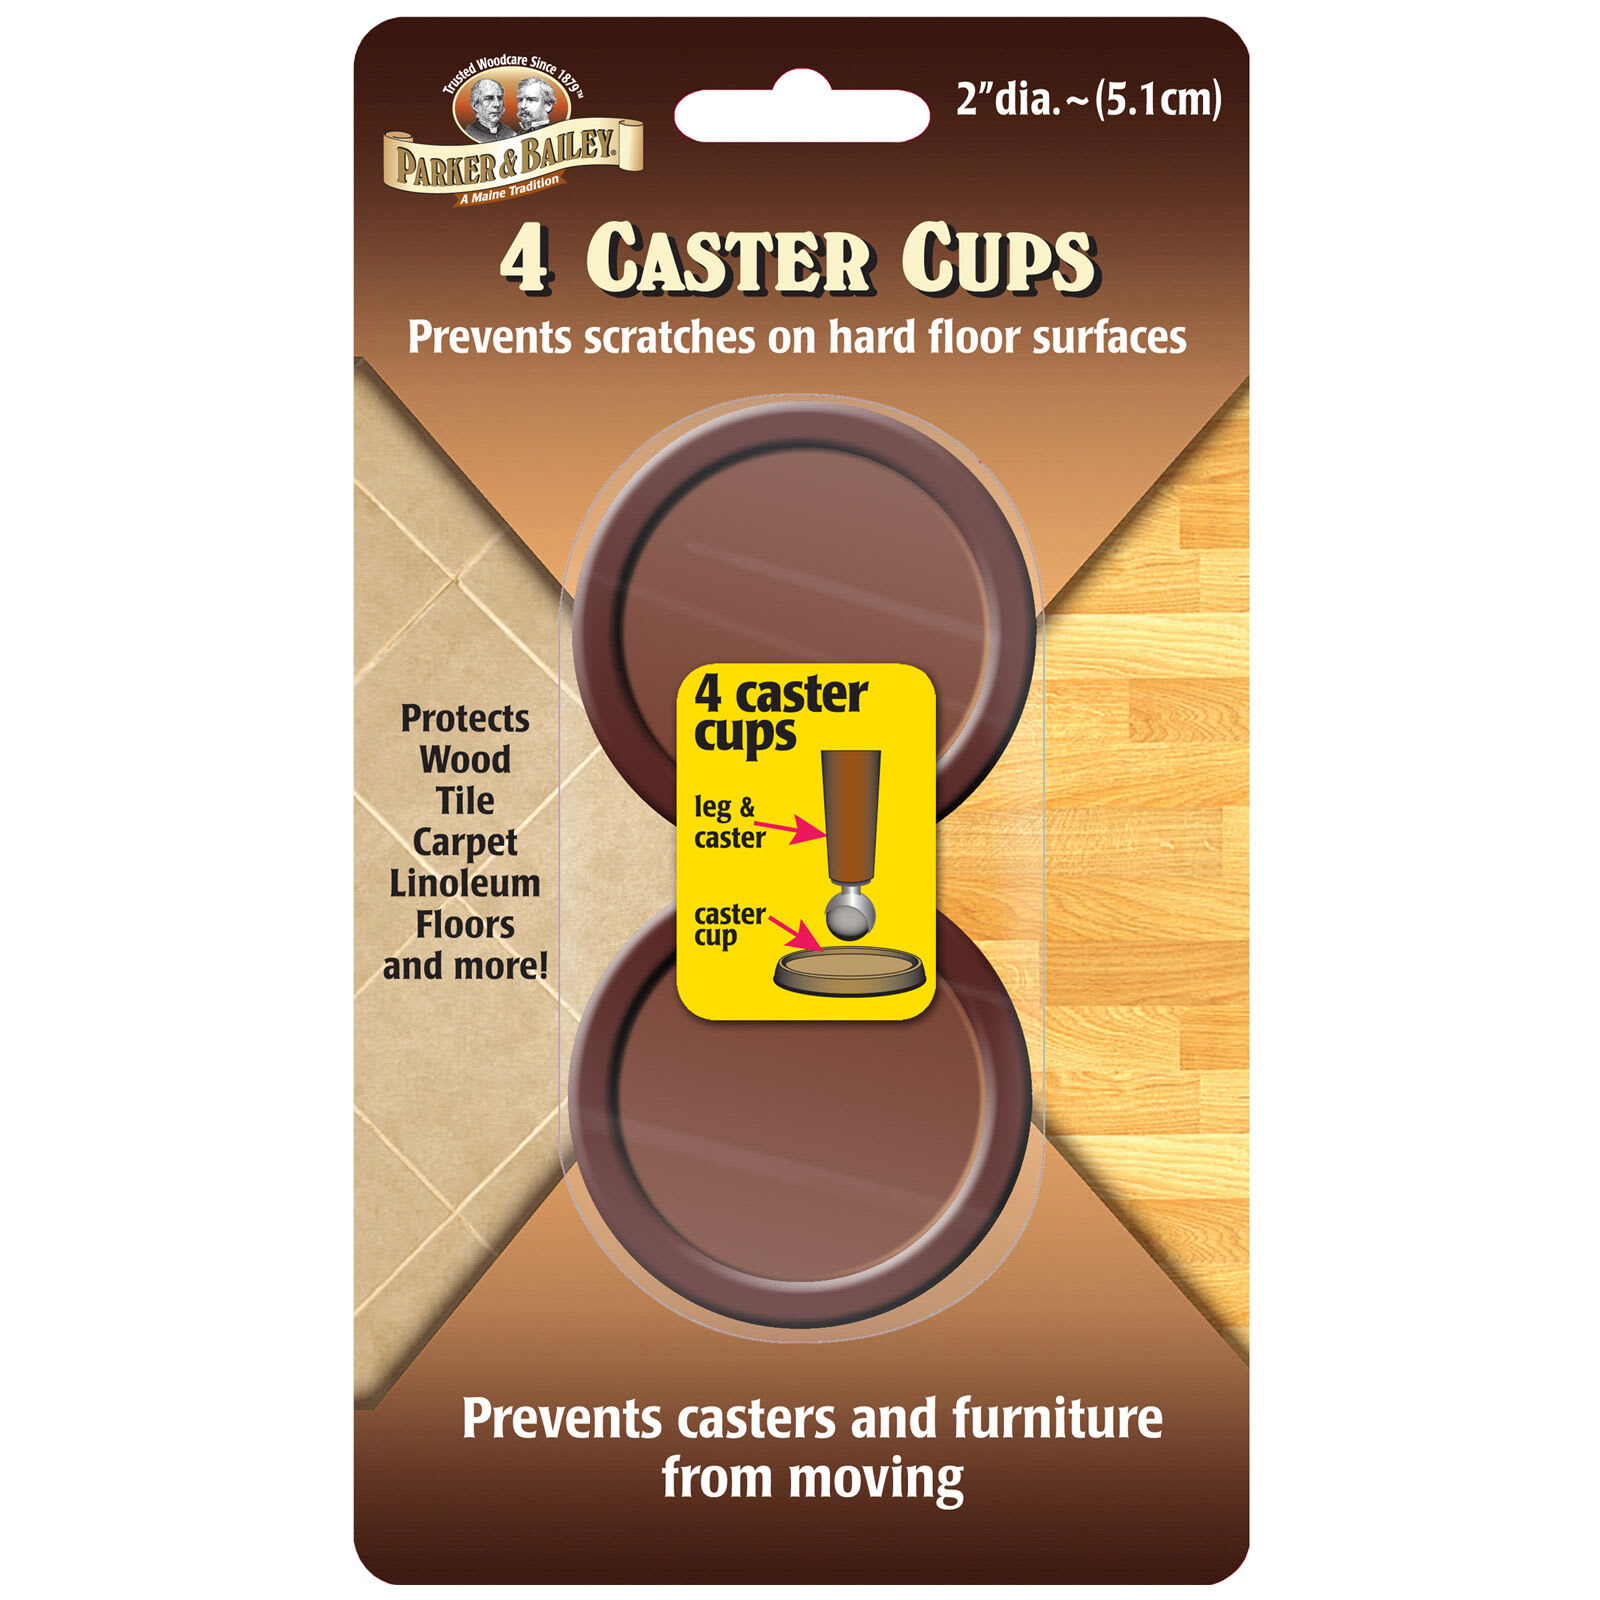 Trusted Woodcare Since 1879™
PARKER & BAILEY®
A Maine Tradition
2"dia.~(5.1cm)
4 CASTER CUPS
Prevents scratches on hard floor surfaces
Protects
Wood
Tile
Carpet
Linoleum
Floors
and more!
4 caster
cups
leg &
caster
caster
cup
Prevents casters and furniture
from moving